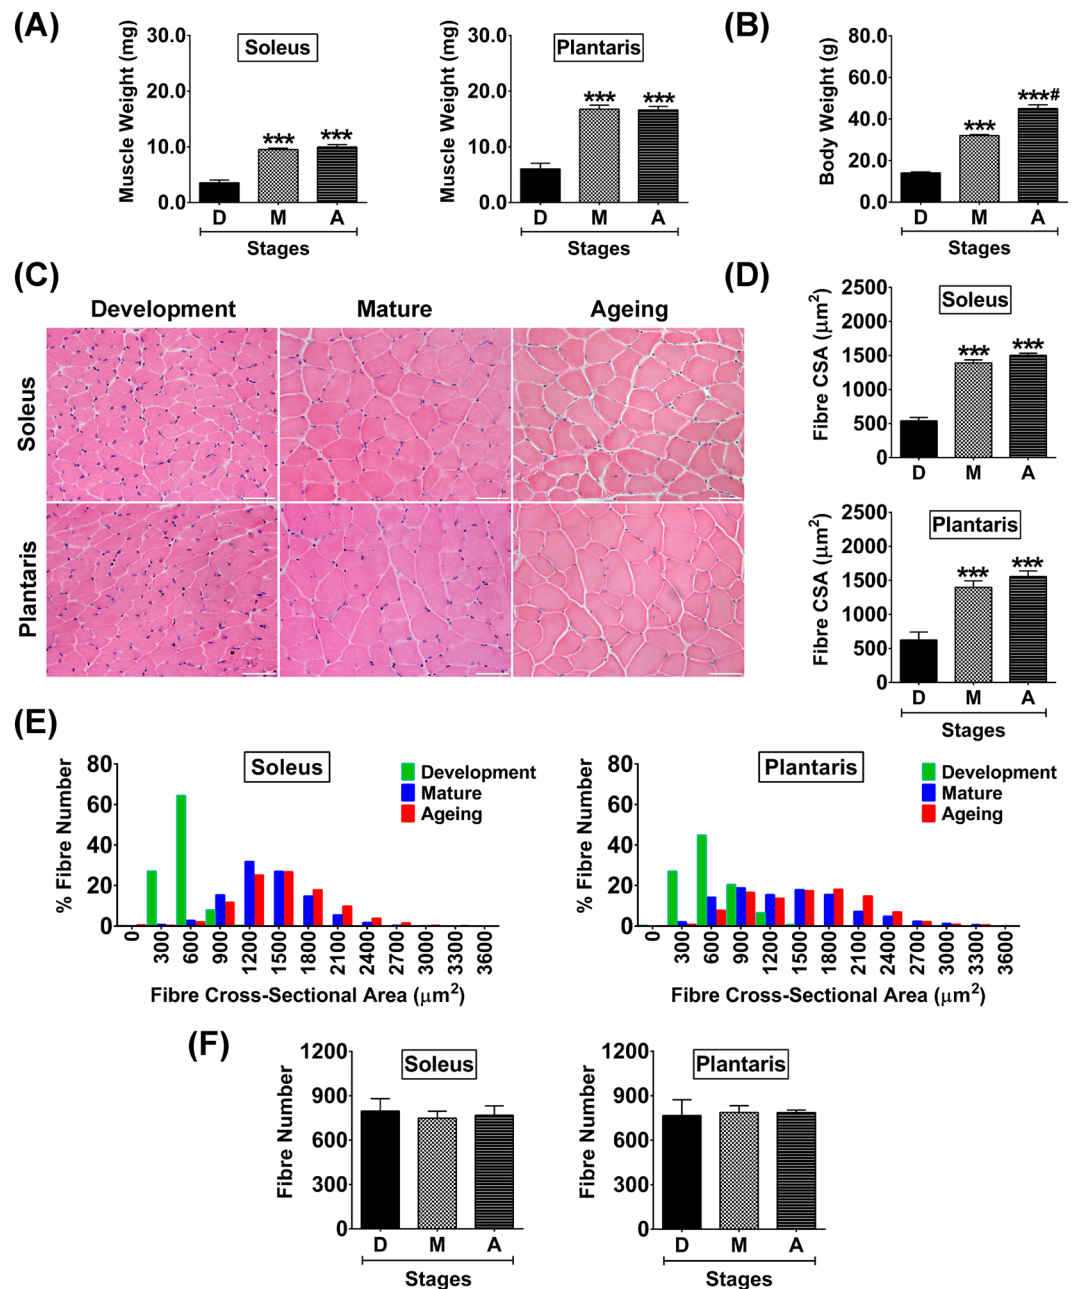 (A)
Muscle Weight (mg)
30.0
20.0
10.0
0.0
Soleus
***
***
D M A
Stages
Muscle Weight (mg)
30.0
20.0
10.0
0.0
Plantaris
***
***
D M A
Stages
(B)
Body Weight (g)
80.0
60.0
40.0
20.0
0.0
***
***#
D M A
Stages
(C)
Development Mature Ageing
Soleus
Plantaris
(D)
Fibre CSA (μm²)
2500
2000
1500
1000
500
0
Soleus
***
***
D M A
Fibre CSA (μm²)
2500
2000
1500
1000
500
0
Plantaris
***
***
D M A
Stages
(E)
% Fibre Number
80
60
40
20
0
Soleus
Development
Mature
Ageing
0 300 600 900 1200 1500 1800 2100 2400 2700 3000 3300 3600
Fibre Cross-Sectional Area (μm²)
% Fibre Number
80
60
40
20
0
Plantaris
Development
Mature
Ageing
0 300 600 900 1200 1500 1800 2100 2400 2700 3000 3300 3600
Fibre Cross-Sectional Area (μm²)
(F)
Fibre Number
1200
900
600
300
0
Soleus
D M A
Stages
Fibre Number
1200
900
600
300
0
Plantaris
D M A
Stages